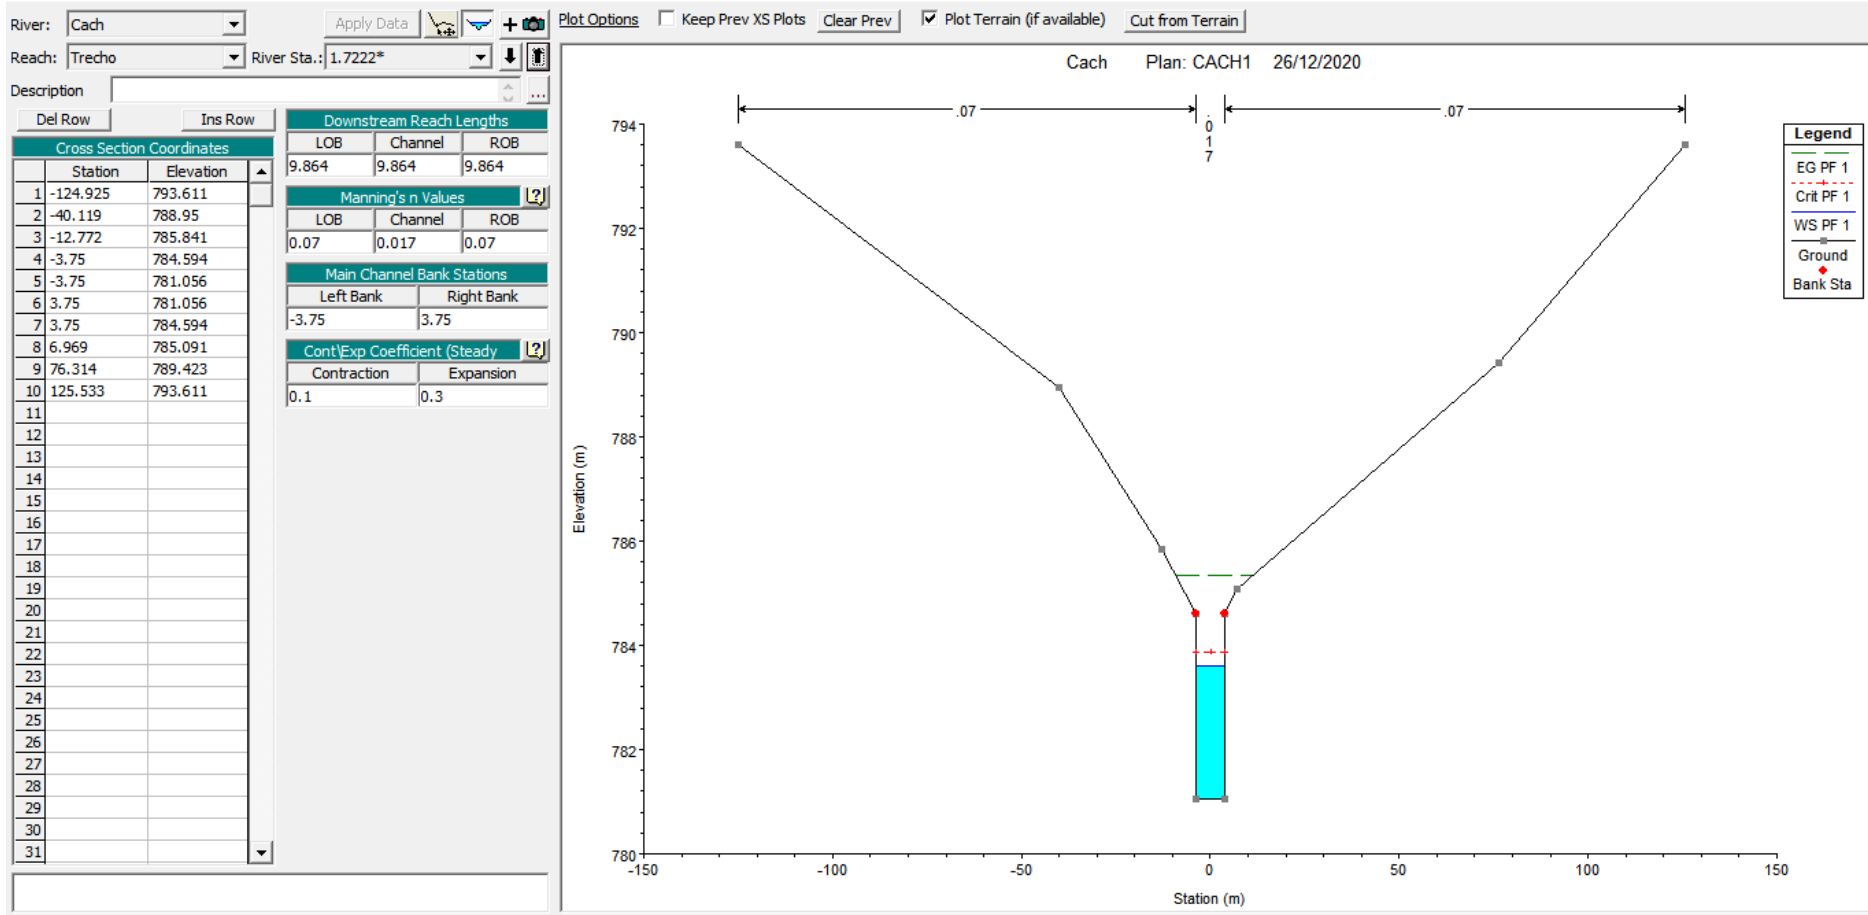 River: Cach Apply Data
Reach: Trecho River Sta.: 1.7222*
Description ...
Del Row Ins Row
Cross Section Coordinates
Station Elevation
1 -124.925 793.611
2 -40.119 788.95
3 -12.772 785.841
4 -3.75 784.594
5 -3.75 781.056
6 3.75 781.056
7 3.75 784.594
8 6.969 785.091
9 76.314 789.423
10 125.533 793.611
11
12
13
14
15
16
17
18
19
20
21
22
23
24
25
26
27
28
29
30
31
Downstream Reach Lengths
LOB Channel ROB
9.864 9.864 9.864
Manning's n Values ?
LOB Channel ROB
0.07 0.017 0.07
Main Channel Bank Stations
Left Bank Right Bank
-3.75 3.75
Cont\Exp Coefficient (Steady ?
Contraction Expansion
0.1 0.3
Plot Options Keep Prev XS Plots Clear Prev Plot Terrain (if available) Cut from Terrain
Cach Plan: CACH1 26/12/2020
.07 .017 .07
794
792
790
788
786
784
782
780
Elevation (m)
-150 -100 -50 0 50 100 150
Station (m)
Legend
EG PF 1
Crit PF 1
WS PF 1
Ground
Bank Sta